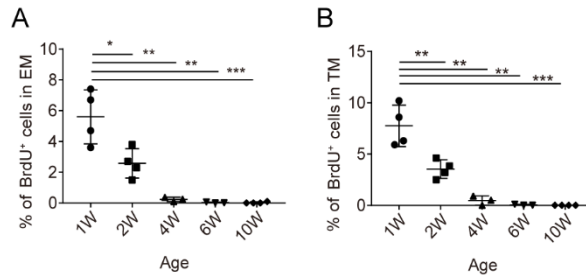 A
% of BrdU⁺ cells in EM
10
8
6
4
2
0
*
**
**
***
1W
2W
4W
6W
10W
Age
B
% of BrdU⁺ cells in TM
15
10
5
0
**
**
**
***
1W
2W
4W
6W
10W
Age